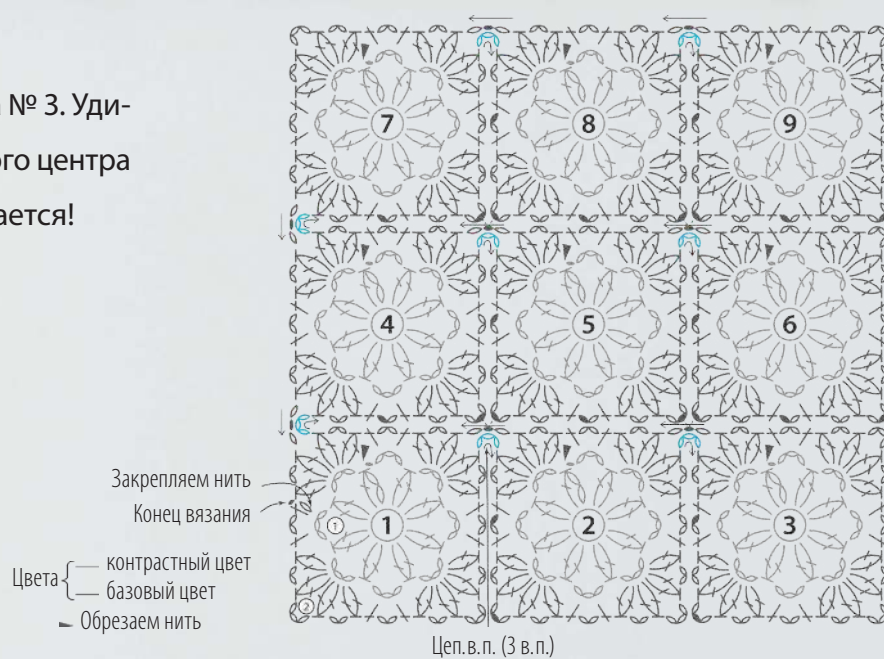 № 3. Уди-
ого центра
ается!
7 8 9
4 5 6
Закрепляем нить
Конец вязания
1 1 2 3
Цвета
контрастный цвет
базовый цвет
2
Обрезаем нить
Цеп.в.п. (3 в.п.)